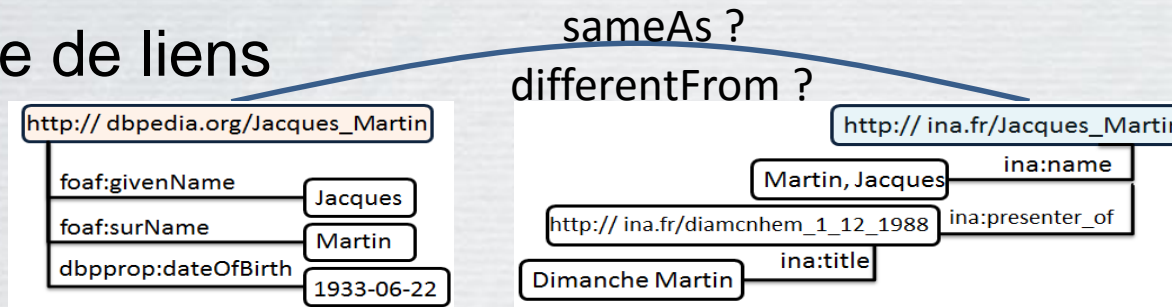 sameAs ?
e de liens
differentFrom ?
http:// dbpedia.org/Jacques_Martin
foaf:givenName
Jacques
foaf:surName
Martin
dbpprop:dateOfBirth
1933-06-22
http:// ina.fr/Jacques_Martin
ina:name
Martin, Jacques
http:// ina.fr/diamcnhem_1_12_1988
ina:presenter_of
ina:title
Dimanche Martin